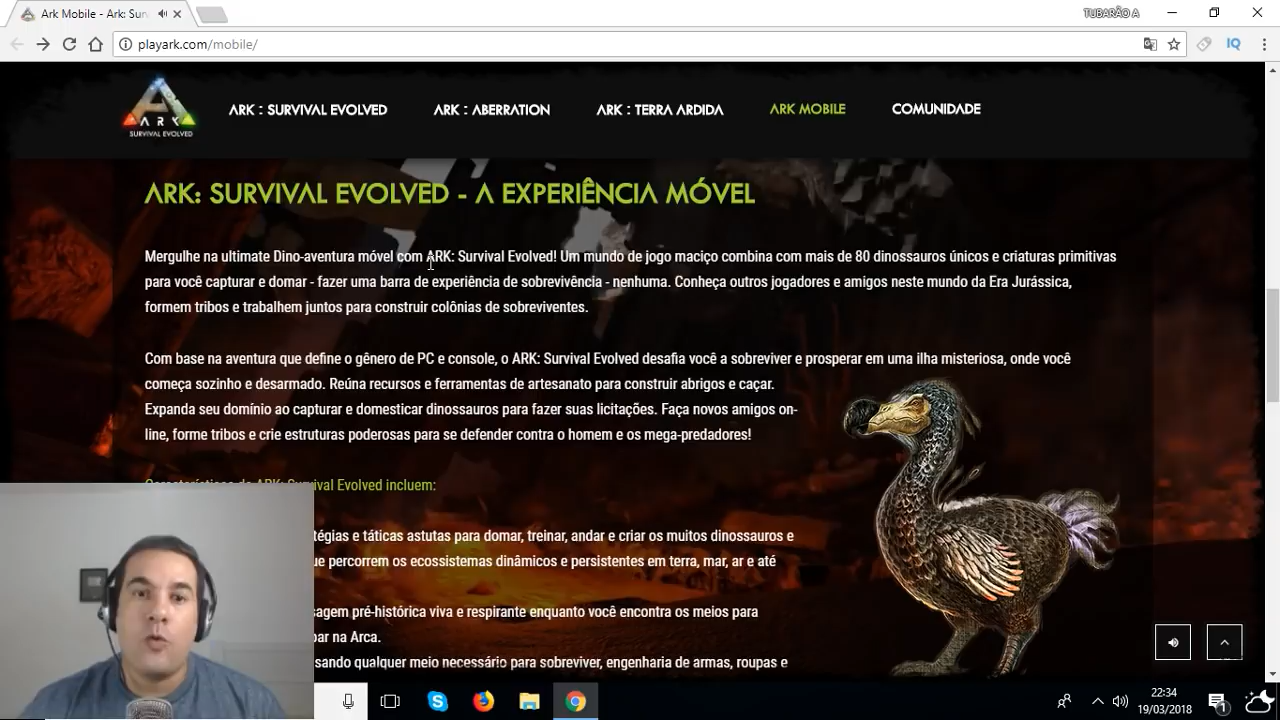 Ark Mobile - Ark: Sur
TUBARÃO A
playark.com/mobile/
ARK
SURVIVAL EVOLVED
ARK : SURVIVAL EVOLVED
ARK : ABERRATION
ARK : TERRA ARDIDA
ARK MOBILE
COMUNIDADE
ARK: SURVIVAL EVOLVED - A EXPERIÊNCIA MÓVEL
Mergulhe na ultimate Dino-aventura móvel com ARK: Survival Evolved! Um mundo de jogo maciço combina com mais de 80 dinossauros únicos e criaturas primitivas
para você capturar e domar - fazer uma barra de experiência de sobrevivência - nenhuma. Conheça outros jogadores e amigos neste mundo da Era Jurássica,
formem tribos e trabalhem juntos para construir colônias de sobreviventes.
Com base na aventura que define o gênero de PC e console, o ARK: Survival Evolved desafia você a sobreviver e prosperar em uma ilha misteriosa, onde você
começa sozinho e desarmado. Reúna recursos e ferramentas de artesanato para construir abrigos e caçar.
Expanda seu domínio ao capturar e domesticar dinossauros para fazer suas licitações. Faça novos amigos on-
line, forme tribos e crie estruturas poderosas para se defender contra o homem e os mega-predadores!
Survival Evolved incluem:
tégias e táticas astutas para domar, treinar, andar e criar os muitos dinossauros e
que percorrem os ecossistemas dinâmicos e persistentes em terra, mar, ar e até
sagem pré-histórica viva e respirante enquanto você encontra os meios para
par na Arca.
sando qualquer meio necessário para sobreviver, engenharia de armas, roupas e
IQ
22:34
19/03/2018
1